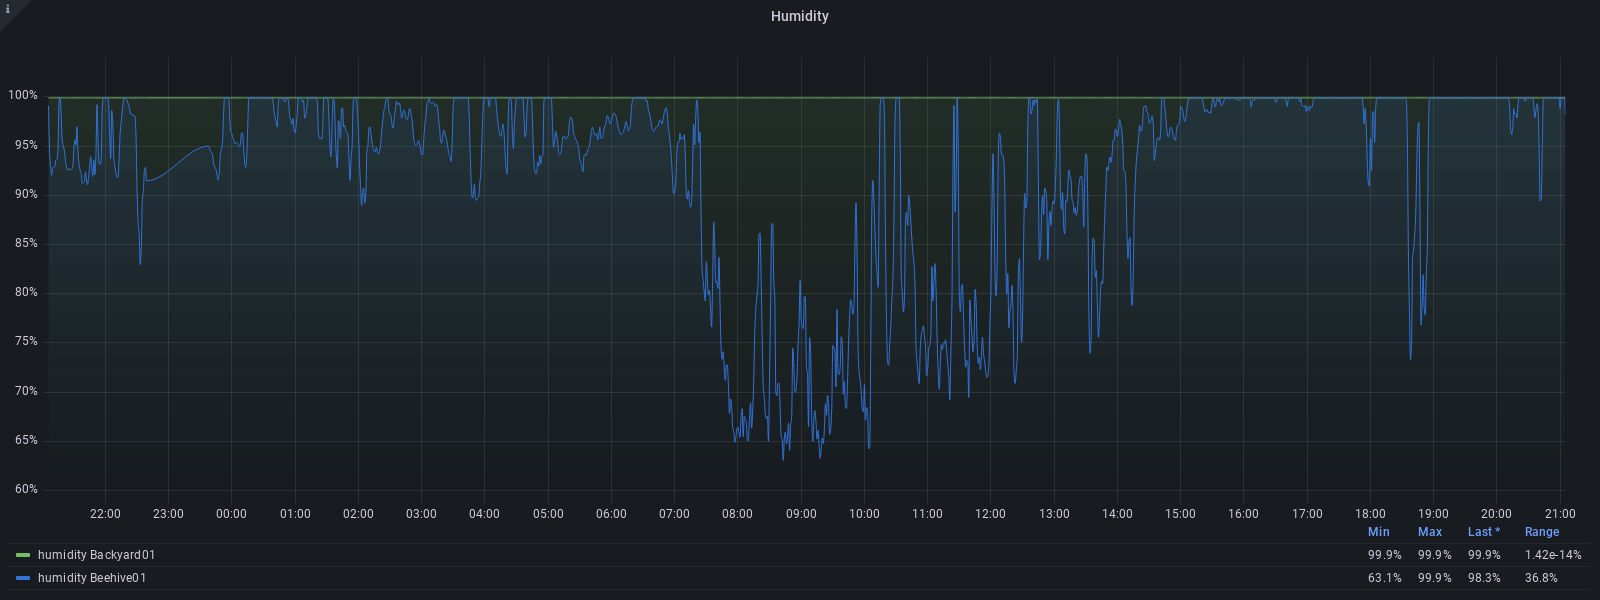 i
Humidity
100%
95%
90%
85%
80%
75%
70%
65%
60%
22:00 23:00 00:00 01:00 02:00 03:00 04:00 05:00 06:00 07:00 08:00 09:00 10:00 11:00 12:00 13:00 14:00 15:00 16:00 17:00 18:00 19:00 20:00 21:00
Min Max Last * Range
humidity Backyard01 99.9% 99.9% 99.9% 1.42e-14%
humidity Beehive01 63.1% 99.9% 98.3% 36.8%